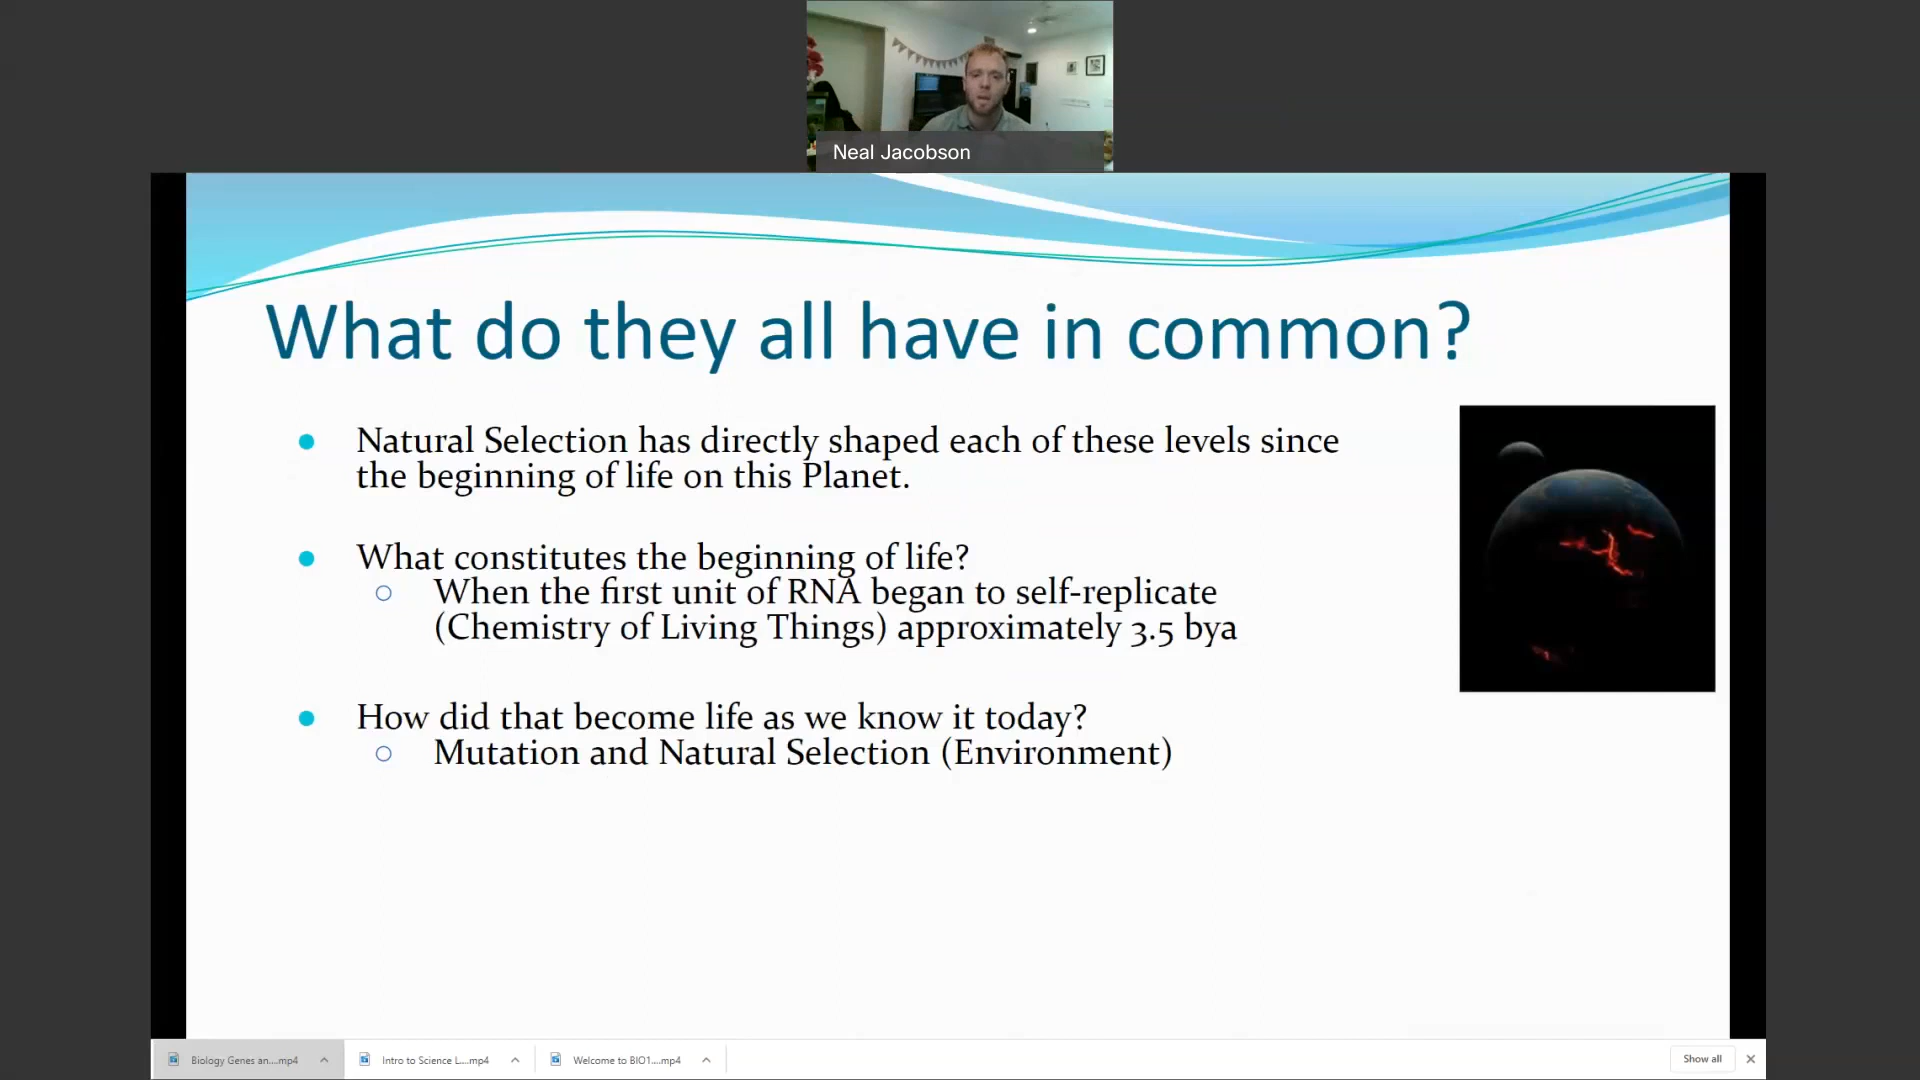 Neal Jacobson
What do they all have in common?
Natural Selection has directly shaped each of these levels since
the beginning of life on this Planet.
What constitutes the beginning of life?
When the first unit of RNA began to self-replicate
(Chemistry of Living Things) approximately 3.5 bya
How did that become life as we know it today?
Mutation and Natural Selection (Environment)
Biology Genes an....mp4
Intro to Science L....mp4
Welcome to BIO1....mp4
Show all